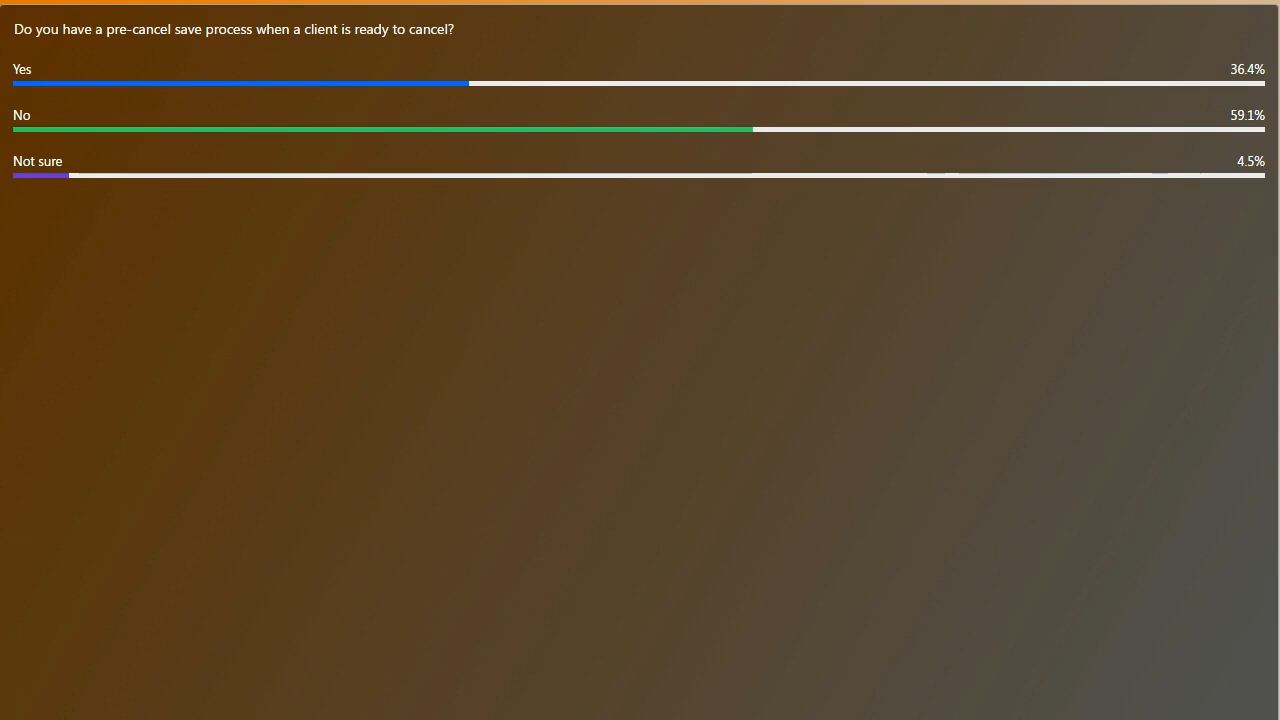 Do you have a pre-cancel save process when a client is ready to cancel?
Yes 36.4%
No 59.1%
Not sure 4.5%